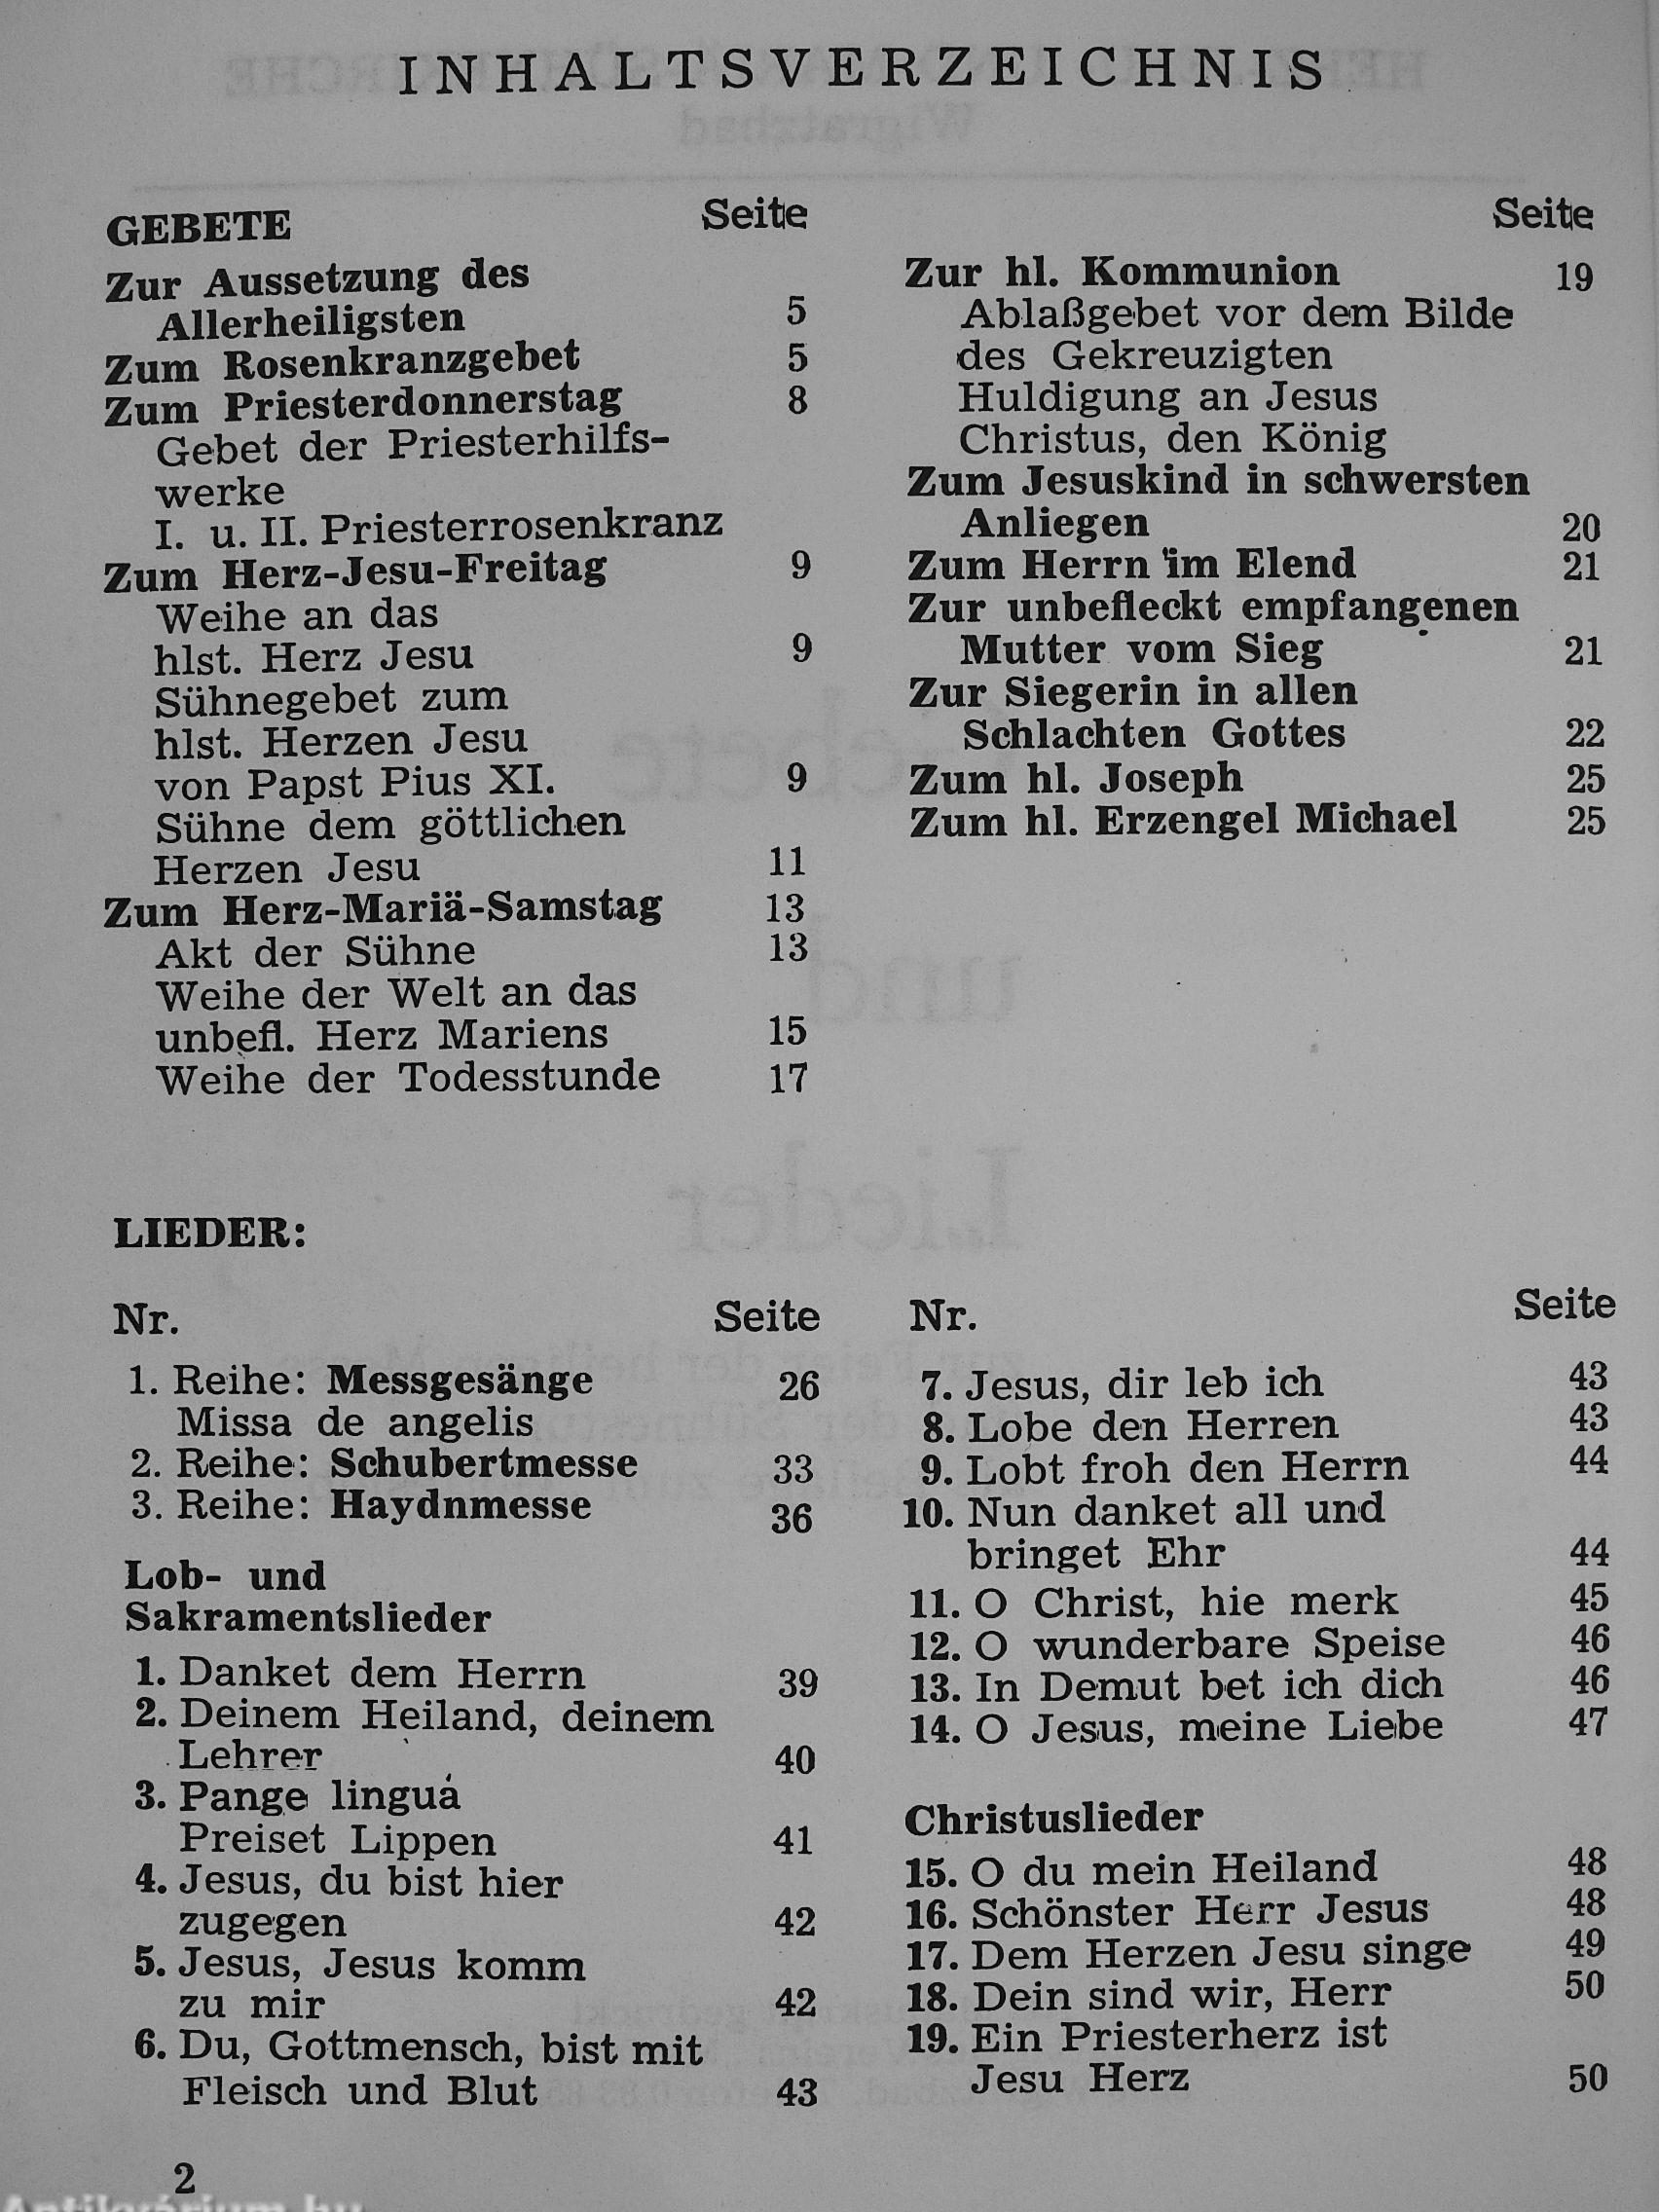 INHALTSVERZEICHNIS
GEBETE Seite
Zur Aussetzung des
Allerheiligsten 5
Zum Rosenkranzgebet 5
Zum Priesterdonnerstag 8
Gebet der Priesterhilfs-
werke
I. u. II. Priesterrosenkranz
Zum Herz-Jesu-Freitag 9
Weihe an das
hlst. Herz Jesu 9
Sühnegebet zum
hlst. Herzen Jesu
von Papst Pius XI. 9
Sühne dem göttlichen
Herzen Jesu 11
Zum Herz-Mariä-Samstag 13
Akt der Sühne 13
Weihe der Welt an das
unbefl. Herz Mariens 15
Weihe der Todesstunde 17
Seite
Zur hl. Kommunion 19
Ablaßgebet vor dem Bilde
des Gekreuzigten
Huldigung an Jesus
Christus, den König
Zum Jesuskind in schwersten
Anliegen 20
Zum Herrn im Elend 21
Zur unbefleckt empfangenen
Mutter vom Sieg 21
Zur Siegerin in allen
Schlachten Gottes 22
Zum hl. Joseph 25
Zum hl. Erzengel Michael 25
LIEDER:
Nr. Seite
1. Reihe: Messgesänge 26
Missa de angelis
2. Reihe: Schubertmesse 33
3. Reihe: Haydnmesse 36
Lob- und
Sakramentslieder
1. Danket dem Herrn 39
2. Deinem Heiland, deinem
Lehrer 40
3. Pange lingua
Preiset Lippen 41
4. Jesus, du bist hier
zugegen 42
5. Jesus, Jesus komm
zu mir 42
6. Du, Gottmensch, bist mit
Fleisch und Blut 43
Nr. Seite
7. Jesus, dir leb ich 43
8. Lobe den Herren 43
9. Lobt froh den Herrn 44
10. Nun danket all und
bringet Ehr 44
11. O Christ, hie merk 45
12. O wunderbare Speise 46
13. In Demut bet ich dich 46
14. O Jesus, meine Liebe 47
Christuslieder
15. O du mein Heiland 48
16. Schönster Herr Jesus 48
17. Dem Herzen Jesu singe 49
18. Dein sind wir, Herr 50
19. Ein Priesterherz ist
Jesu Herz 50
2